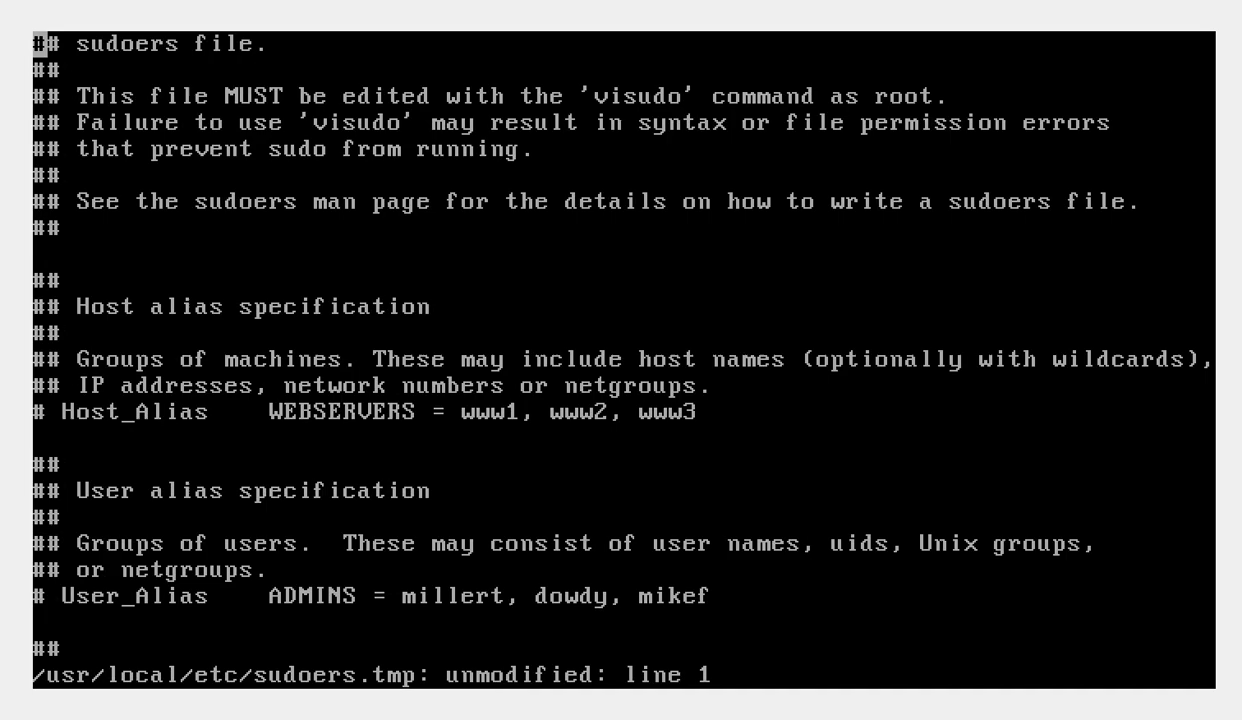 ## sudoers file.
##
## This file MUST be edited with the 'visudo' command as root.
## Failure to use 'visudo' may result in syntax or file permission errors
## that prevent sudo from running.
##
## See the sudoers man page for the details on how to write a sudoers file.
##

##
## Host alias specification
##
## Groups of machines. These may include host names (optionally with wildcards),
## IP addresses, network numbers or netgroups.
# Host_Alias    WEBSERVERS = www1, www2, www3

##
## User alias specification
##
## Groups of users.  These may consist of user names, uids, Unix groups,
## or netgroups.
# User_Alias    ADMINS = millert, dowdy, mikef

##
/usr/local/etc/sudoers.tmp: unmodified: line 1